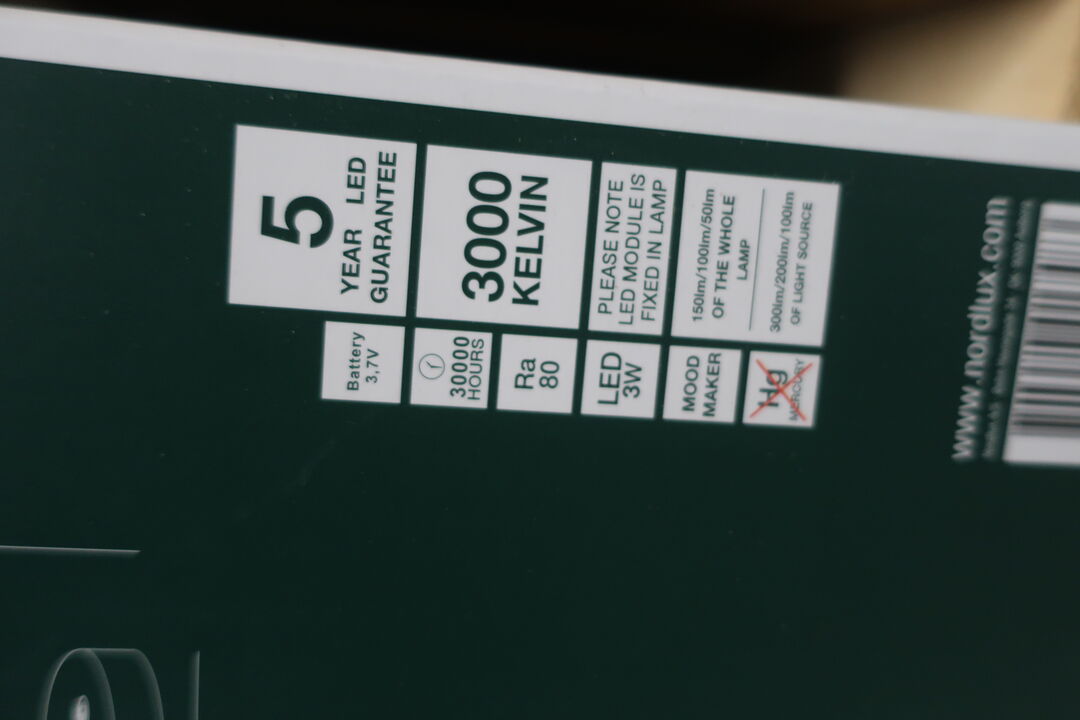 5
YEAR LED
GUARANTEE
3000
KELVIN
PLEASE NOTE
LED MODULE IS
FIXED IN LAMP
150lm/100lm/50lm
OF THE WHOLE
LAMP
300lm/200lm/100lm
OF LIGHT SOURCE
Battery
3,7V
30000
HOURS
Ra
80
LED
3W
MOOD
MAKER
Hg
MERCURY
www.nordlux.com